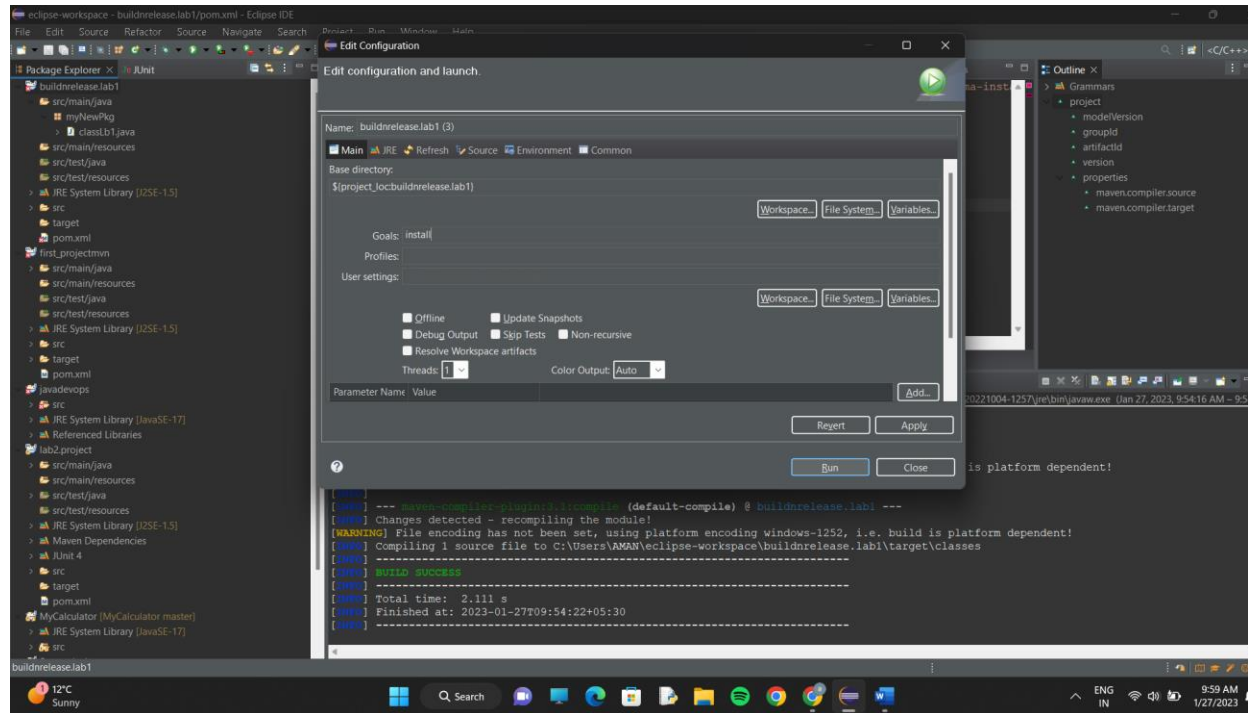 eclipse-workspace - buildnrelease.lab1/pom.xml - Eclipse IDE
File Edit Source Refactor Source Navigate Search Project Run Window Help
<C/C++>
Package Explorer JUnit
buildnrelease.lab1
src/main/java
myNewPkg
classLb1.java
src/main/resources
src/test/java
src/test/resources
JRE System Library [J2SE-1.5]
src
target
pom.xml
first_projectmvn
src/main/java
src/main/resources
src/test/java
src/test/resources
JRE System Library [J2SE-1.5]
src
target
pom.xml
javadevops
src
JRE System Library [JavaSE-17]
Referenced Libraries
lab2.project
src/main/java
src/main/resources
src/test/java
src/test/resources
JRE System Library [J2SE-1.5]
Maven Dependencies
JUnit 4
src
target
pom.xml
MyCalculator [MyCalculator master]
JRE System Library [JavaSE-17]
src
Edit Configuration
Edit configuration and launch.
Name: buildnrelease.lab1 (3)
Main JRE Refresh Source Environment Common
Base directory:
${project_loc:buildnrelease.lab1}
Workspace... File System... Variables...
Goals: install
Profiles:
User settings:
Workspace... File System... Variables...
Offline Update Snapshots
Debug Output Skip Tests Non-recursive
Resolve Workspace artifacts
Threads: 1 Color Output: Auto
Parameter Name Value Add...
Revert Apply
Run Close
ma-inst
Outline
Grammars
project
modelVersion
groupId
artifactId
version
properties
maven.compiler.source
maven.compiler.target
20221004-1257\jre\bin\javaw.exe (Jan 27, 2023, 9:54:16 AM – 9:5
is platform dependent!
[INFO]
[INFO] --- maven-compiler-plugin:3.1:compile (default-compile) @ buildnrelease.lab1 ---
[INFO] Changes detected - recompiling the module!
[WARNING] File encoding has not been set, using platform encoding windows-1252, i.e. build is platform dependent!
[INFO] Compiling 1 source file to C:\Users\AMAN\eclipse-workspace\buildnrelease.lab1\target\classes
[INFO] ------------------------------------------------------------------------
[INFO] BUILD SUCCESS
[INFO] ------------------------------------------------------------------------
[INFO] Total time: 2.111 s
[INFO] Finished at: 2023-01-27T09:54:22+05:30
[INFO] ------------------------------------------------------------------------
buildnrelease.lab1
1
12°C
Sunny
Search
ENG
IN
9:59 AM
1/27/2023